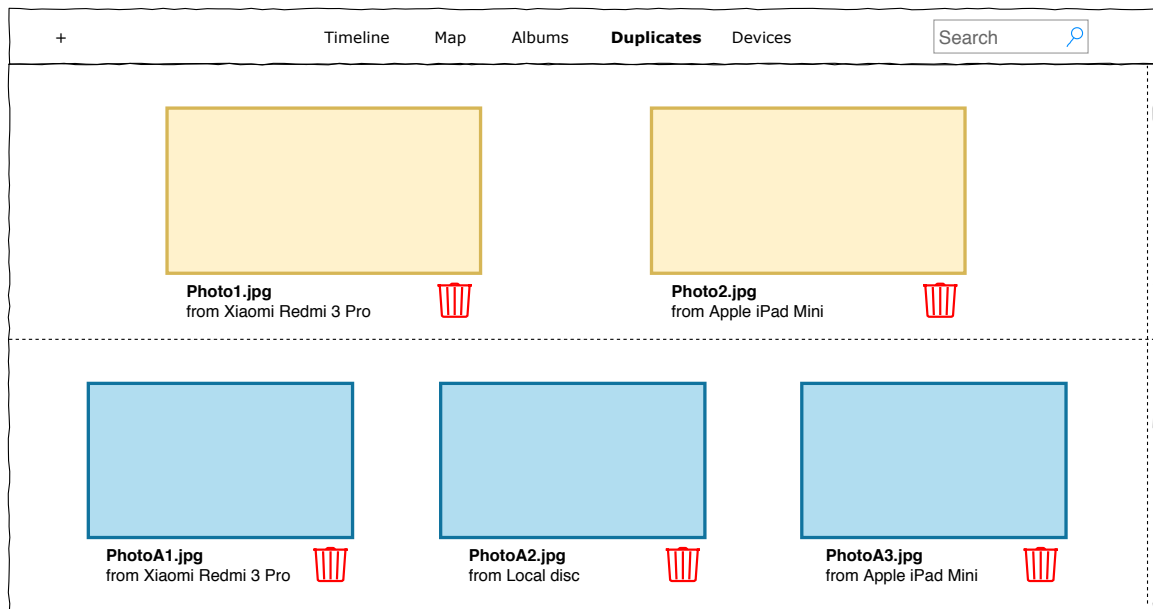 + Timeline Map Albums Duplicates Devices Search
Photo1.jpg
from Xiaomi Redmi 3 Pro
Photo2.jpg
from Apple iPad Mini
PhotoA1.jpg
from Xiaomi Redmi 3 Pro
PhotoA2.jpg
from Local disc
PhotoA3.jpg
from Apple iPad Mini